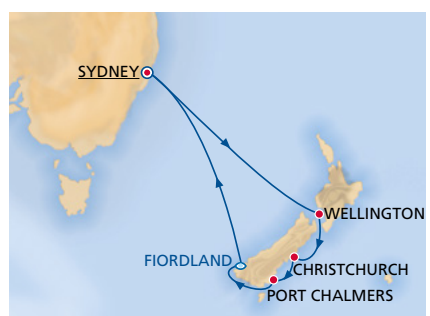 SYDNEY
WELLINGTON
FIORDLAND
CHRISTCHURCH
PORT CHALMERS